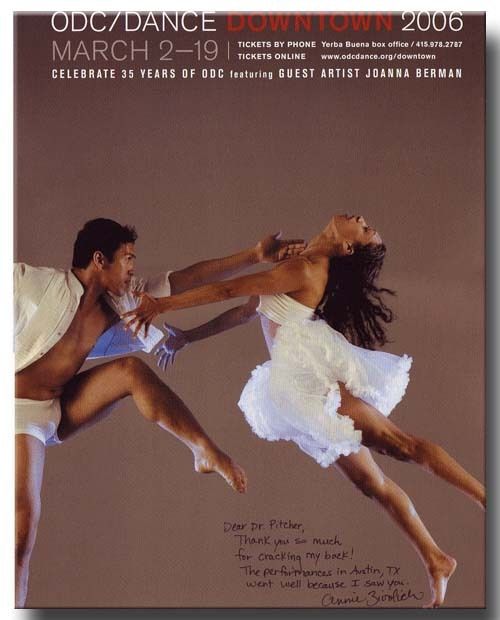 ODC/DANCE DOWNTOWN 2006
MARCH 2–19 | TICKETS BY PHONE Yerba Buena box office / 415.978.2787
TICKETS ONLINE www.odcdance.org/downtown
CELEBRATE 35 YEARS OF ODC featuring GUEST ARTIST JOANNA BERMAN
Dear Dr. Pitcher,
Thank you so much
for cracking my back!
The performances in Austin, TX
went well because I saw you.
Annie